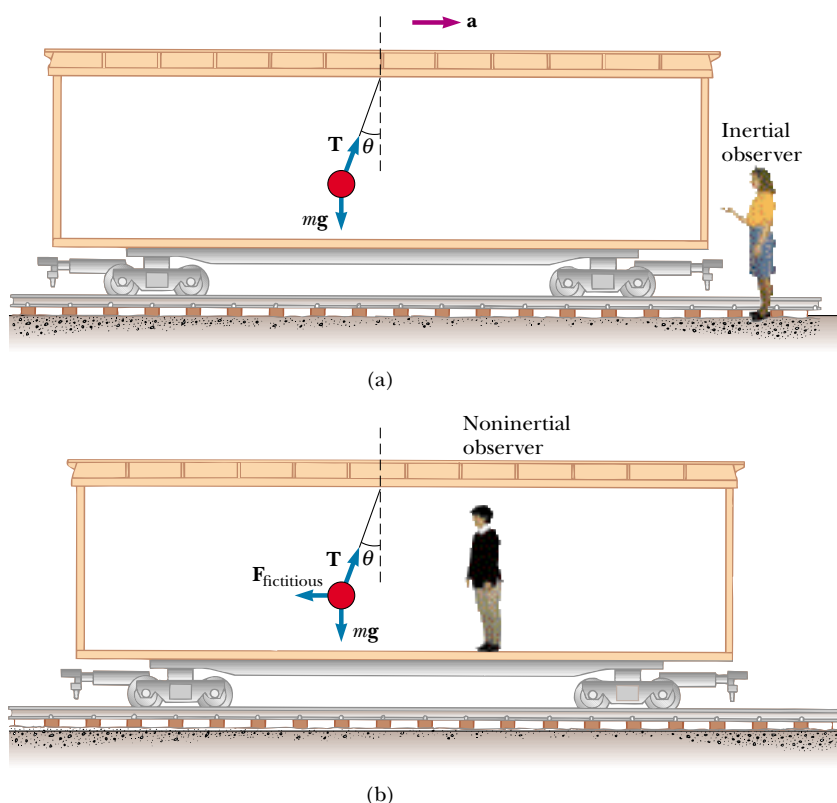 a
Inertial
observer
T
θ
mg
(a)
Noninertial
observer
T
θ
Ffictitious
mg
(b)